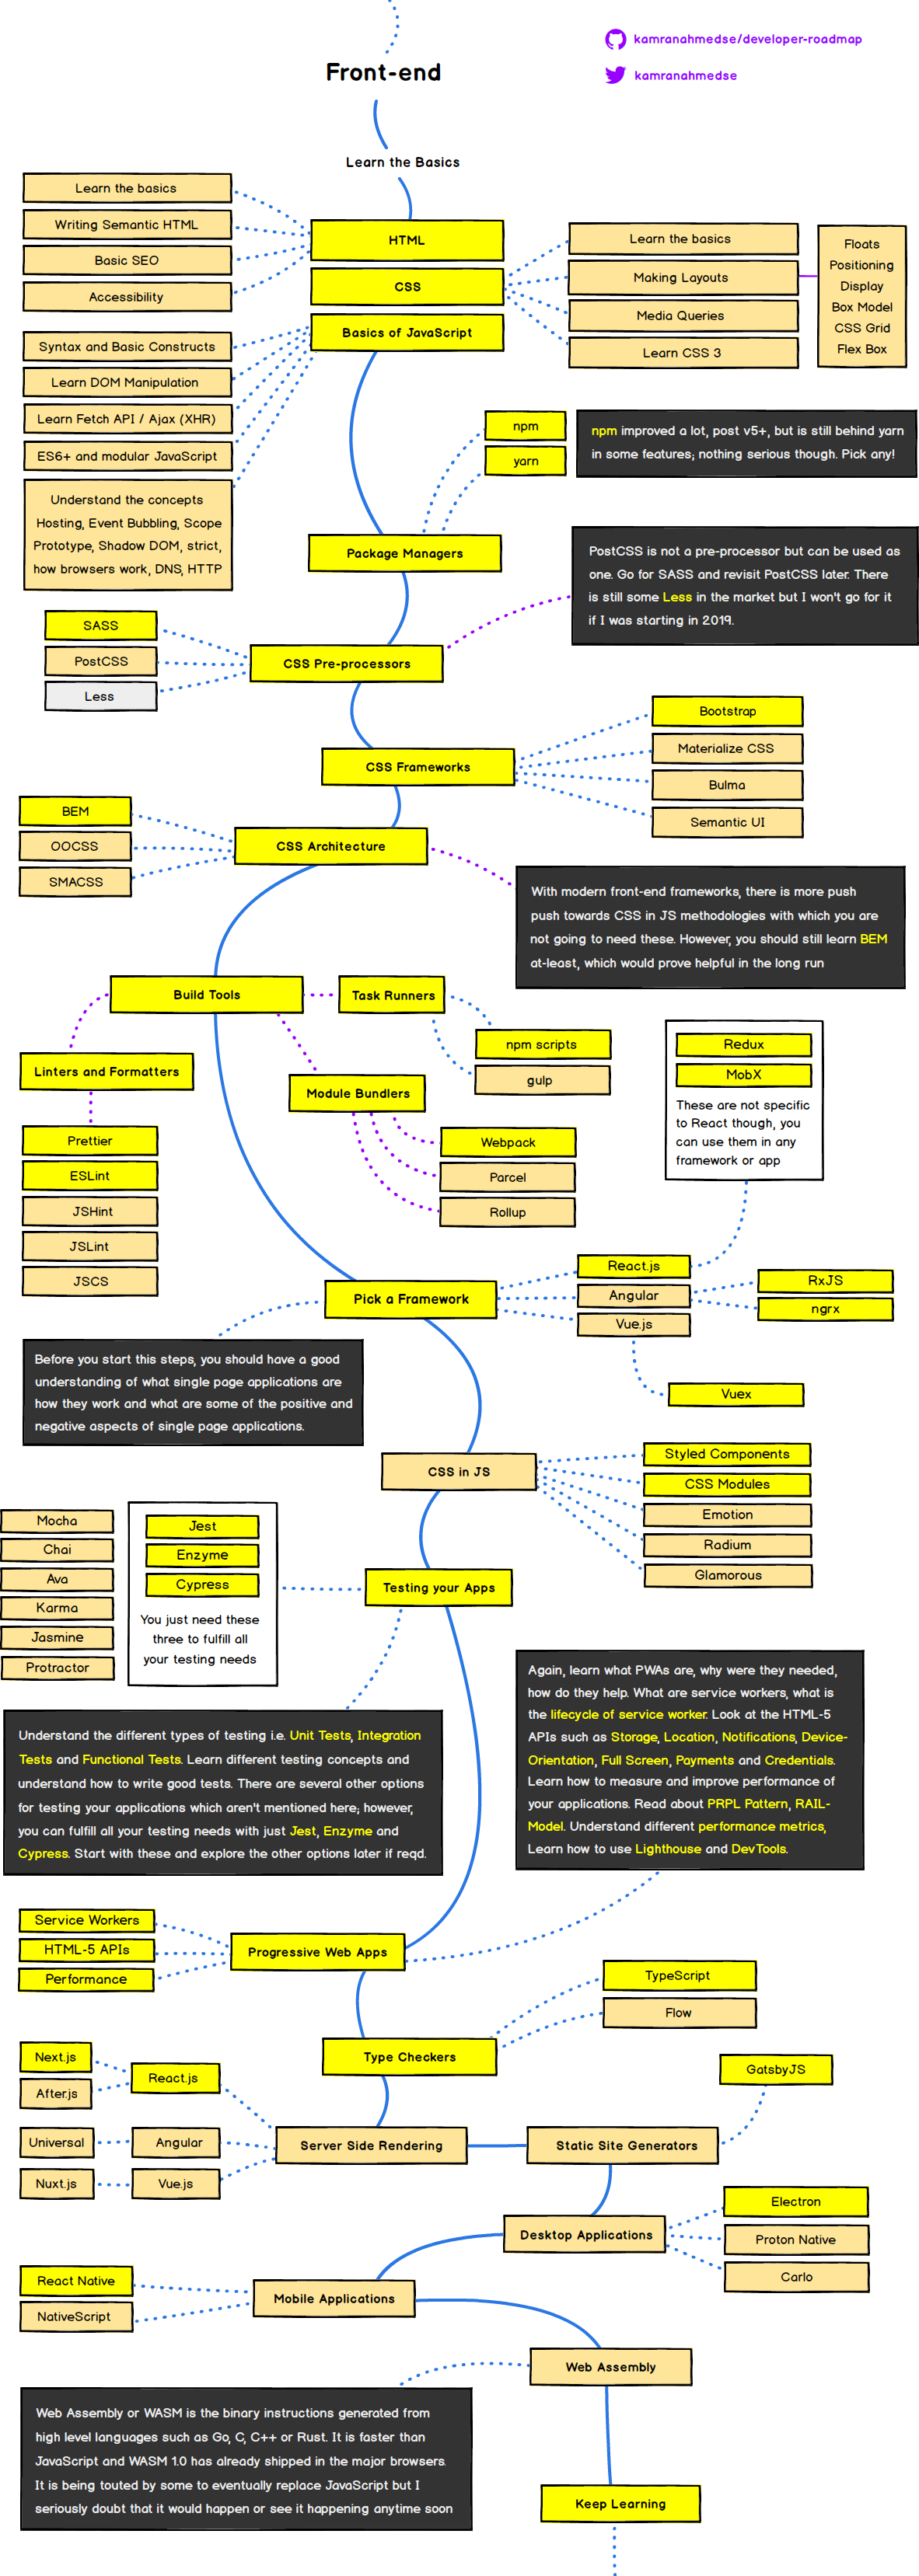 kamranahmedse/developer-roadmap
Front-end
kamranahmedse
Learn the Basics
Learn the basics
Writing Semantic HTML
Basic SEO
Accessibility
HTML
CSS
Basics of JavaScript
Learn the basics
Making Layouts
Media Queries
Learn CSS 3
Floats
Positioning
Display
Box Model
CSS Grid
Flex Box
Syntax and Basic Constructs
Learn DOM Manipulation
Learn Fetch API / Ajax (XHR)
ES6+ and modular JavaScript
Understand the concepts
Hosting, Event Bubbling, Scope
Prototype, Shadow DOM, strict,
how browsers work, DNS, HTTP
npm
yarn
npm improved a lot, post v5+, but is still behind yarn
in some features; nothing serious though. Pick any!
Package Managers
PostCSS is not a pre-processor but can be used as
one. Go for SASS and revisit PostCSS later. There
is still some Less in the market but I won't go for it
if I was starting in 2019.
SASS
PostCSS
Less
CSS Pre-processors
Bootstrap
Materialize CSS
Bulma
Semantic UI
CSS Frameworks
BEM
OOCSS
SMACSS
CSS Architecture
With modern front-end frameworks, there is more push
push towards CSS in JS methodologies with which you are
not going to need these. However, you should still learn BEM
at-least, which would prove helpful in the long run
Build Tools
Task Runners
npm scripts
gulp
Linters and Formatters
Module Bundlers
Prettier
ESLint
JSHint
JSLint
JSCS
Webpack
Parcel
Rollup
Redux
MobX
These are not specific
to React though, you
can use them in any
framework or app
Pick a Framework
React.js
Angular
Vue.js
RxJS
ngrx
Vuex
Before you start this steps, you should have a good
understanding of what single page applications are
how they work and what are some of the positive and
negative aspects of single page applications.
CSS in JS
Styled Components
CSS Modules
Emotion
Radium
Glamorous
Mocha
Chai
Ava
Karma
Jasmine
Protractor
Jest
Enzyme
Cypress
You just need these
three to fulfill all
your testing needs
Testing your Apps
Understand the different types of testing i.e. Unit Tests, Integration
Tests and Functional Tests. Learn different testing concepts and
understand how to write good tests. There are several other options
for testing your applications which aren't mentioned here; however,
you can fulfill all your testing needs with just Jest, Enzyme and
Cypress. Start with these and explore the other options later if reqd.
Again, learn what PWAs are, why were they needed,
how do they help. What are service workers, what is
the lifecycle of service worker. Look at the HTML-5
APIs such as Storage, Location, Notifications, Device-
Orientation, Full Screen, Payments and Credentials.
Learn how to measure and improve performance of
your applications. Read about PRPL Pattern, RAIL-
Model. Understand different performance metrics,
Learn how to use Lighthouse and DevTools.
Service Workers
HTML-5 APIs
Performance
Progressive Web Apps
TypeScript
Flow
Type Checkers
Next.js
After.js
React.js
Universal
Angular
Nuxt.js
Vue.js
Server Side Rendering
Static Site Generators
GatsbyJS
Desktop Applications
Electron
Proton Native
Carlo
React Native
NativeScript
Mobile Applications
Web Assembly
Web Assembly or WASM is the binary instructions generated from
high level languages such as Go, C, C++ or Rust. It is faster than
JavaScript and WASM 1.0 has already shipped in the major browsers.
It is being touted by some to eventually replace JavaScript but I
seriously doubt that it would happen or see it happening anytime soon
Keep Learning